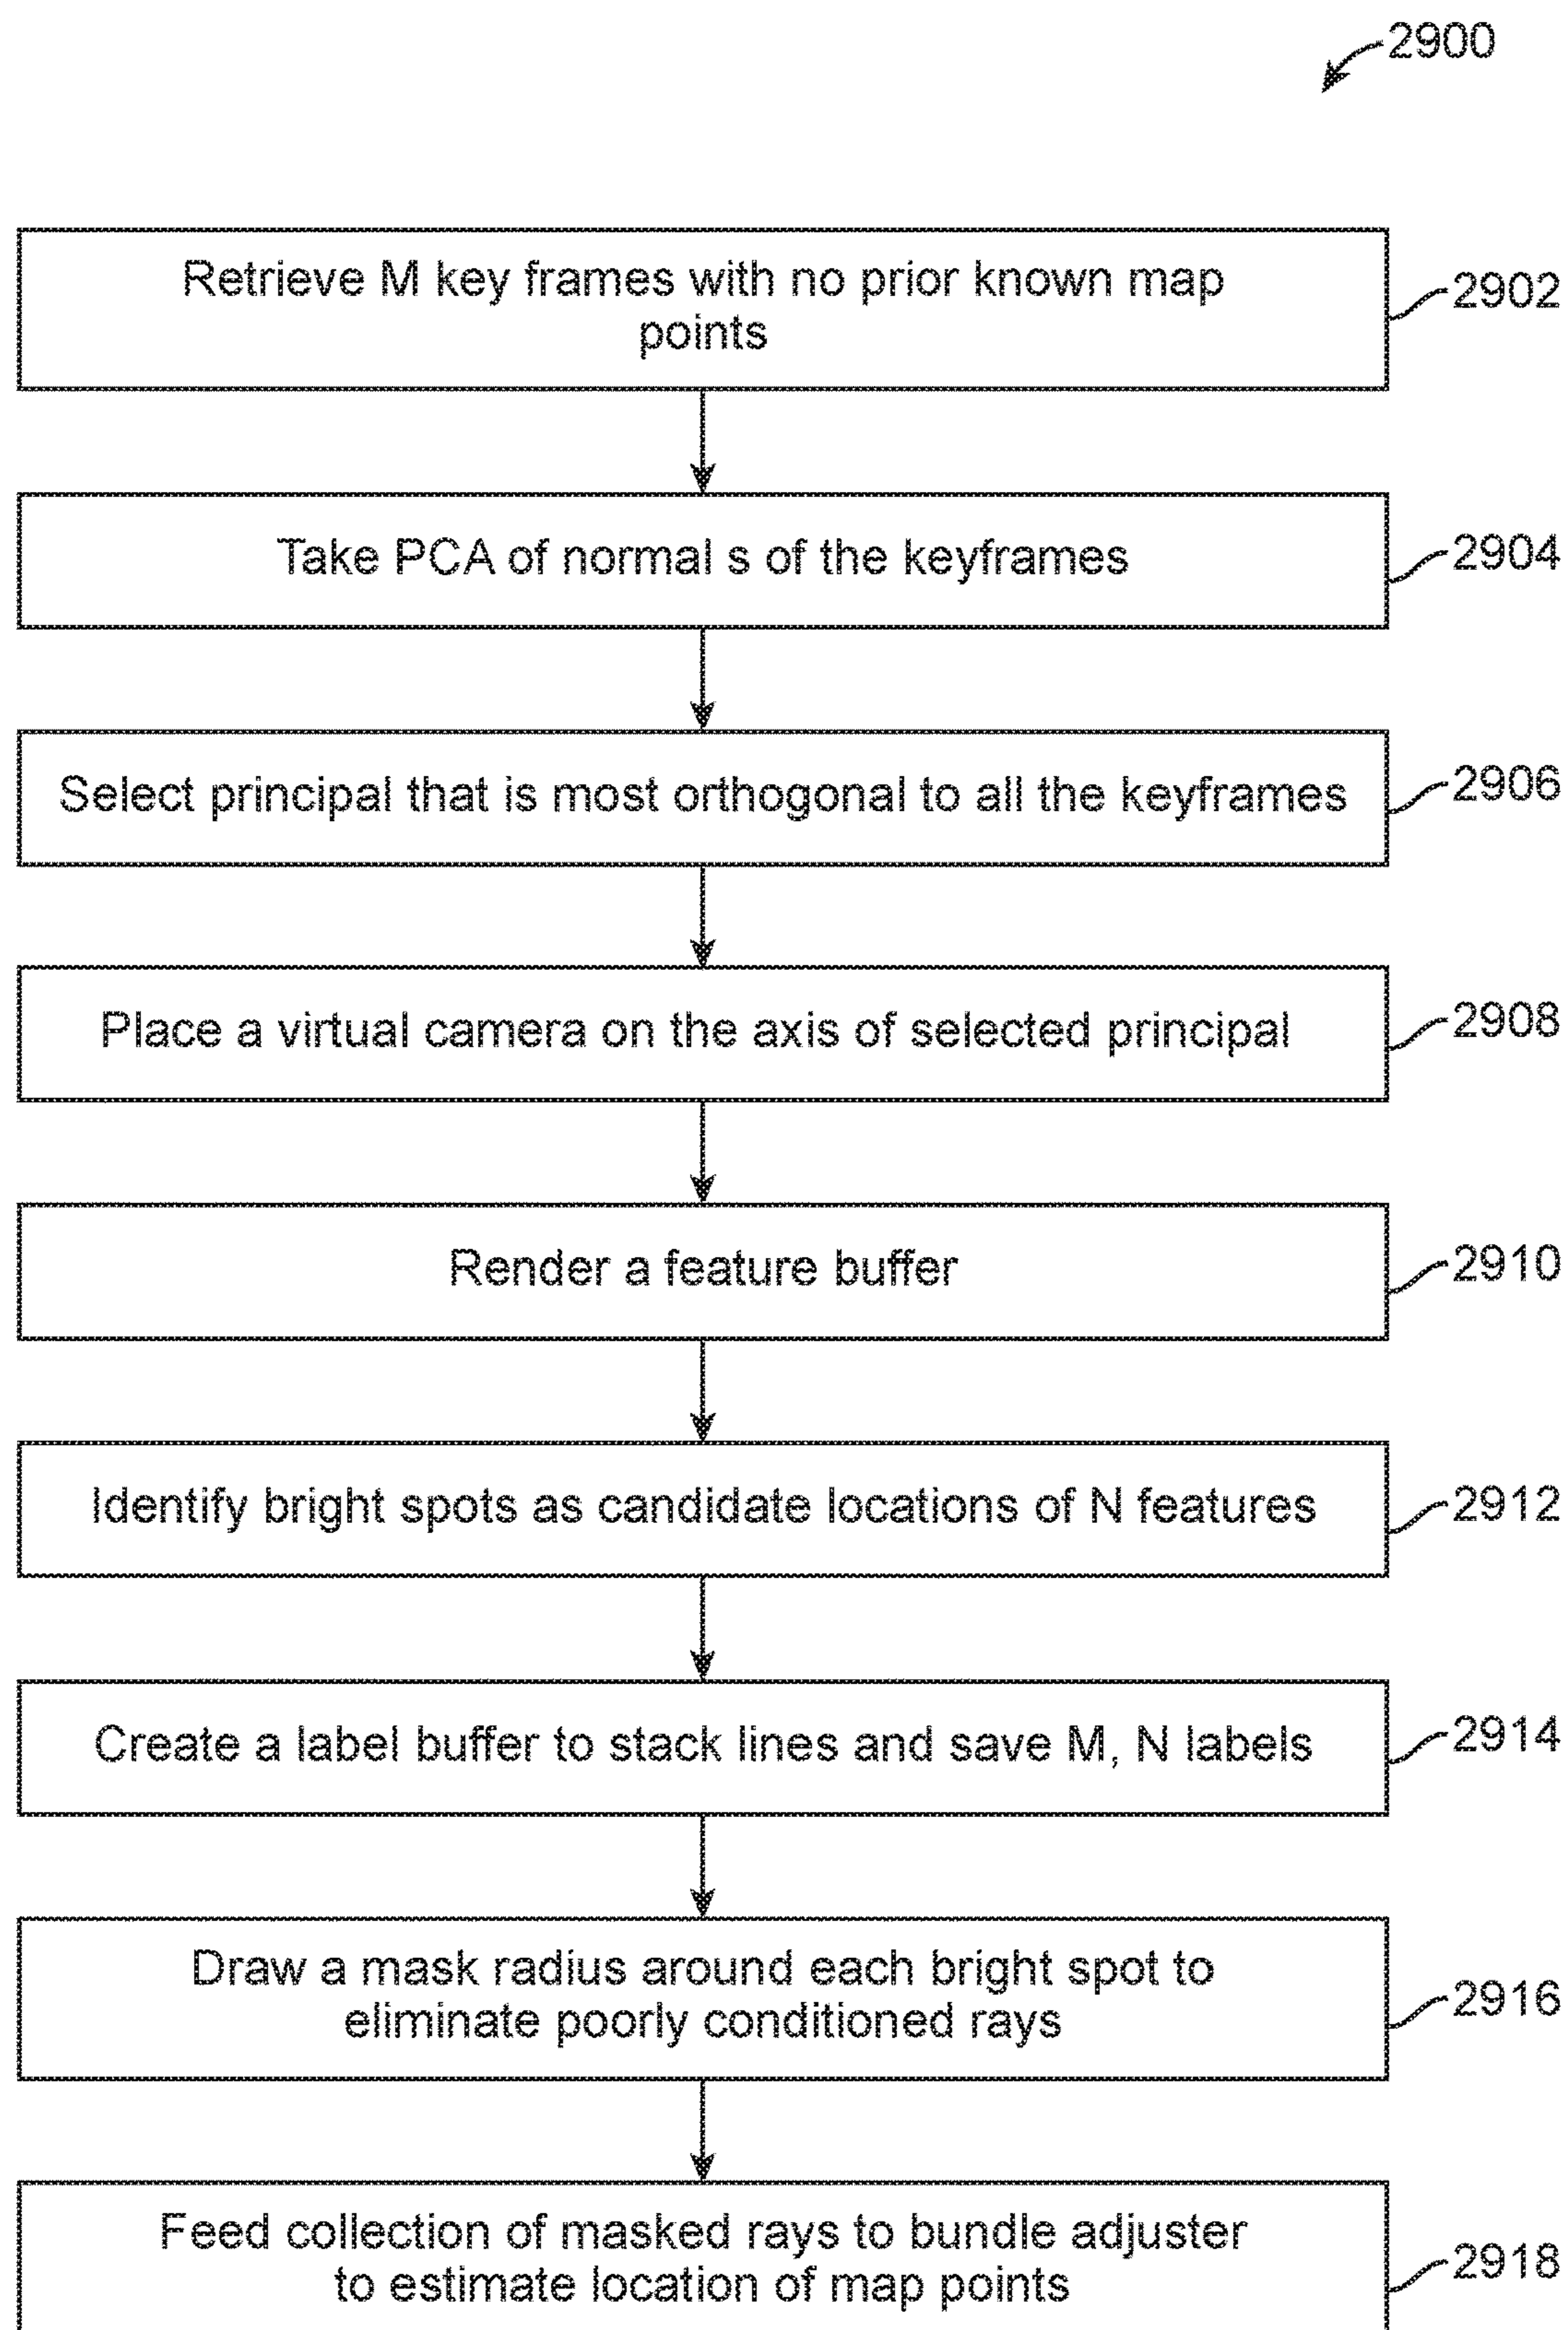 2900
Retrieve M key frames with no prior known map
points
2902
Take PCA of normal s of the keyframes
2904
Select principal that is most orthogonal to all the keyframes
2906
Place a virtual camera on the axis of selected principal
2908
Render a feature buffer
2910
Identify bright spots as candidate locations of N features
2912
Create a label buffer to stack lines and save M, N labels
2914
Draw a mask radius around each bright spot to
eliminate poorly conditioned rays
2916
Feed collection of masked rays to bundle adjuster
to estimate location of map points
2918